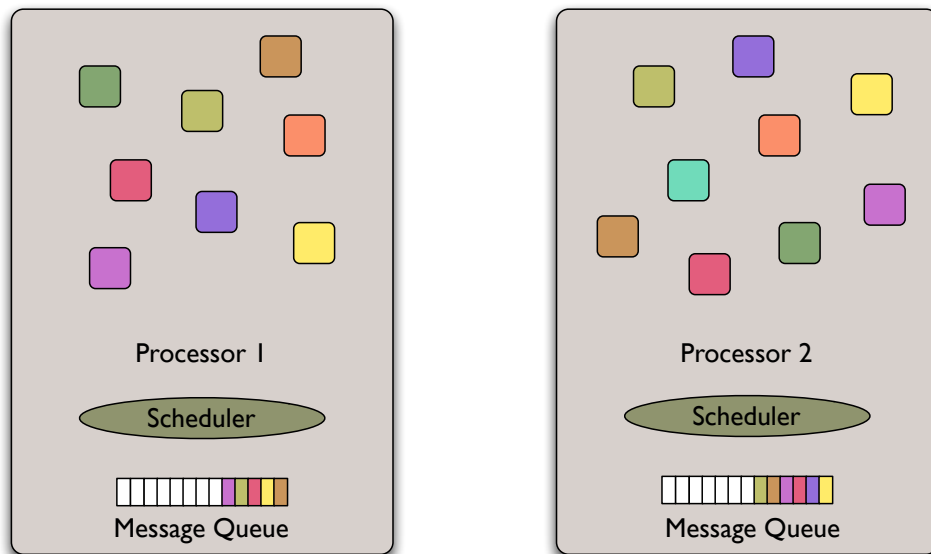 Processor 1
Scheduler
Message Queue
Processor 2
Scheduler
Message Queue